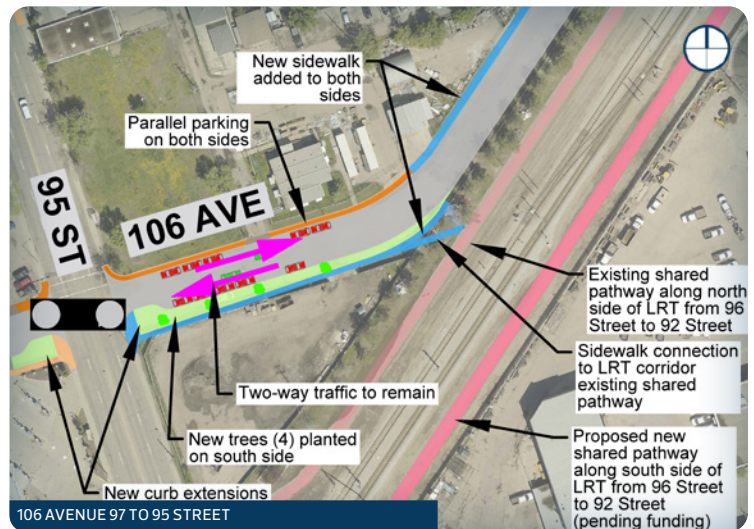 New sidewalk
added to both
sides
Parallel parking
on both sides
95 ST
106 AVE
Existing shared
pathway along north
side of LRT from 96
Street to 92 Street
Sidewalk connection
to LRT corridor
existing shared
pathway
Two-way traffic to remain
New trees (4) planted
on south side
Proposed new
shared pathway
along south side of
LRT from 96 Street
to 92 Street
(pending funding)
New curb extensions
106 AVENUE 97 TO 95 STREET